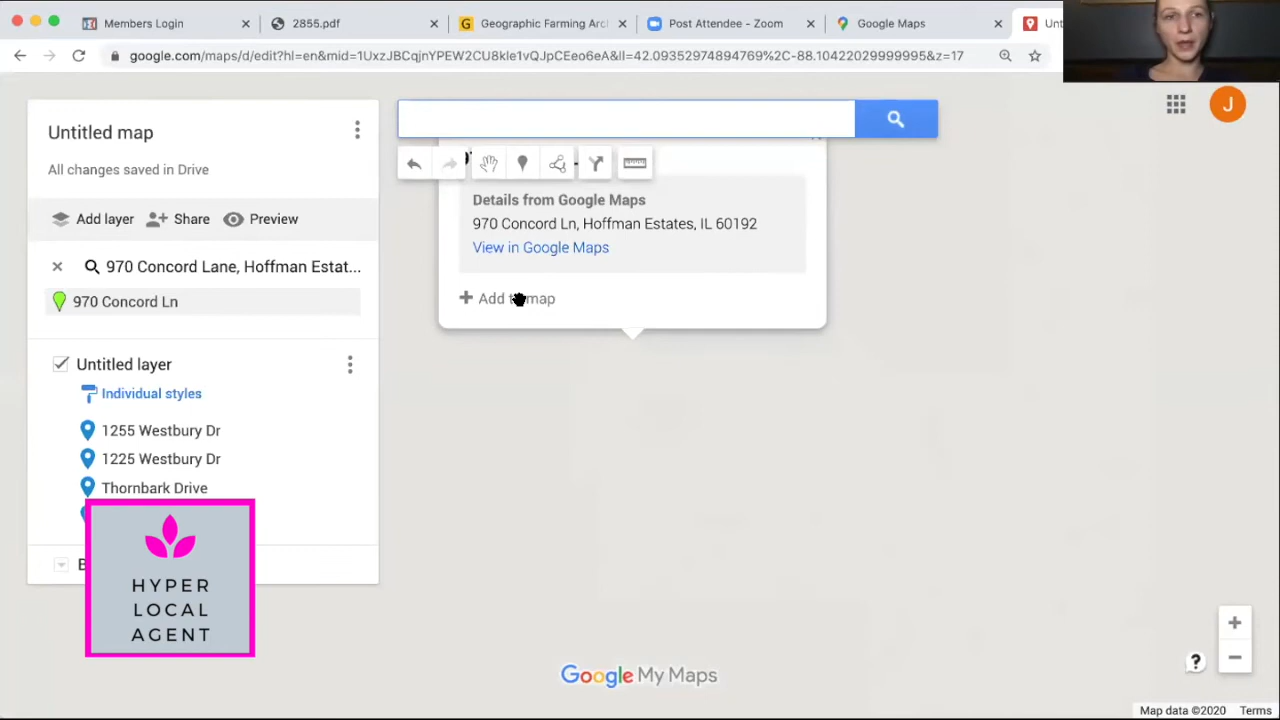 Members Login
2855.pdf
Geographic Farming Arc
Post Attendee - Zoom
Google Maps
Unt
google.com/maps/d/edit?hl=en&mid=1UxzJBCqjnYPEW2CU8kle1vQJpCEeo6eA&ll=42.09352974894769%2C-88.10422029999995&z=17
J
Untitled map
All changes saved in Drive
Add layer
Share
Preview
970 Concord Lane, Hoffman Estat...
970 Concord Ln
Untitled layer
Individual styles
1255 Westbury Dr
1225 Westbury Dr
Thornbark Drive
Details from Google Maps
970 Concord Ln, Hoffman Estates, IL 60192
View in Google Maps
+ Add to map
HYPER
LOCAL
AGENT
Google My Maps
?
Map data ©2020 Terms